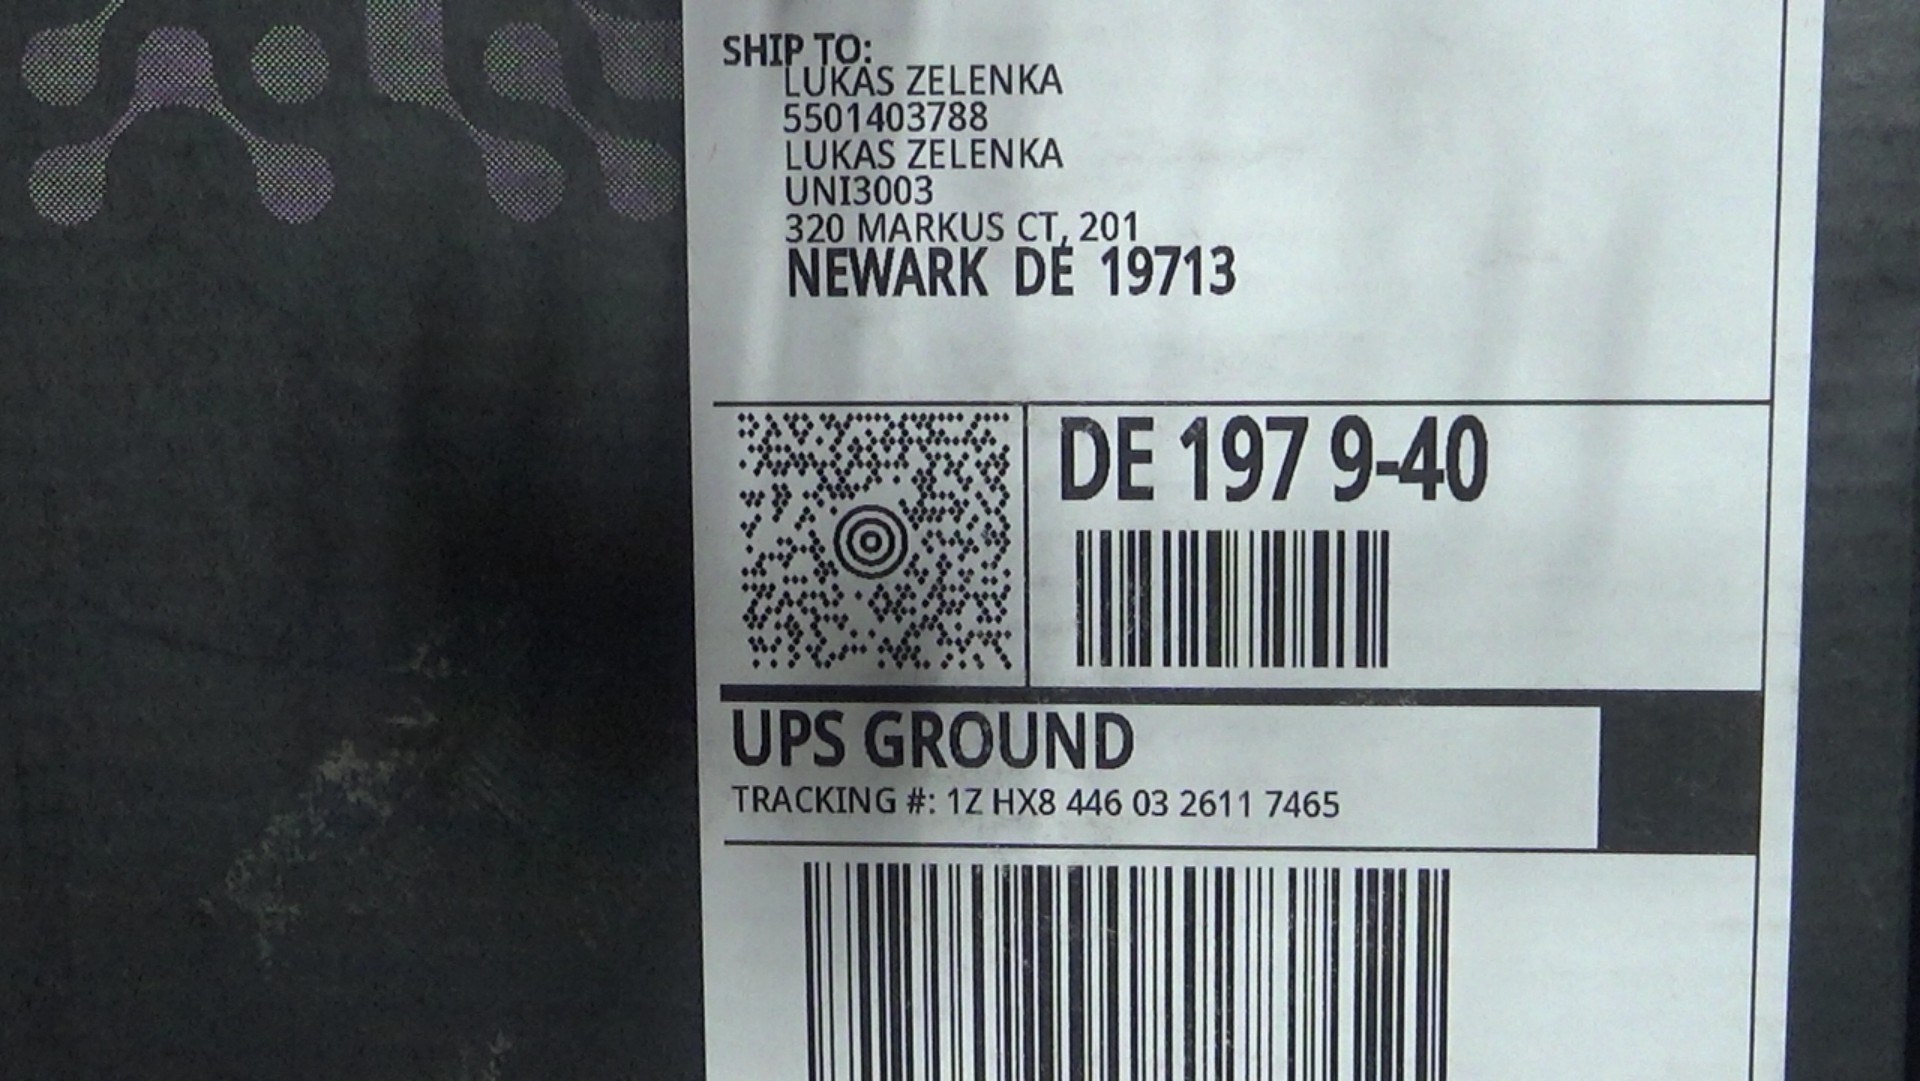 SHIP TO:
LUKAS ZELENKA
5501403788
LUKAS ZELENKA
UNI3003
320 MARKUS CT, 201
NEWARK DE 19713
DE 197 9-40
UPS GROUND
TRACKING #: 1Z HX8 446 03 2611 7465